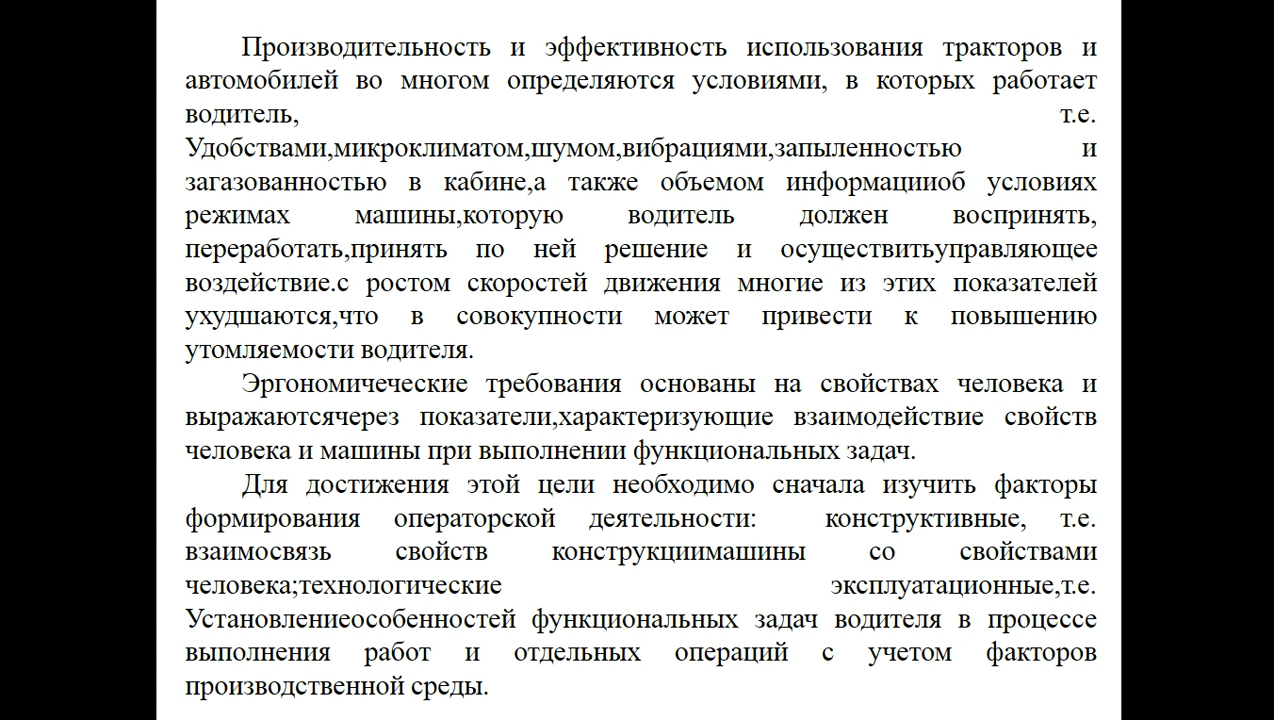 Производительность и эффективность использования тракторов и
автомобилей во многом определяются условиями, в которых работает
водитель, т.е.
Удобствами,микроклиматом,шумом,вибрациями,запыленностью и
загазованностью в кабине,а также объемом информацииоб условиях
режимах машины,которую водитель должен воспринять,
переработать,принять по ней решение и осуществитьуправляющее
воздействие.с ростом скоростей движения многие из этих показателей
ухудшаются,что в совокупности может привести к повышению
утомляемости водителя.
Эргономичеческие требования основаны на свойствах человека и
выражаютсячерез показатели,характеризующие взаимодействие свойств
человека и машины при выполнении функциональных задач.
Для достижения этой цели необходимо сначала изучить факторы
формирования операторской деятельности: конструктивные, т.е.
взаимосвязь свойств конструкциимашины со свойствами
человека;технологические эксплуатационные,т.е.
Установлениеособенностей функциональных задач водителя в процессе
выполнения работ и отдельных операций с учетом факторов
производственной среды.